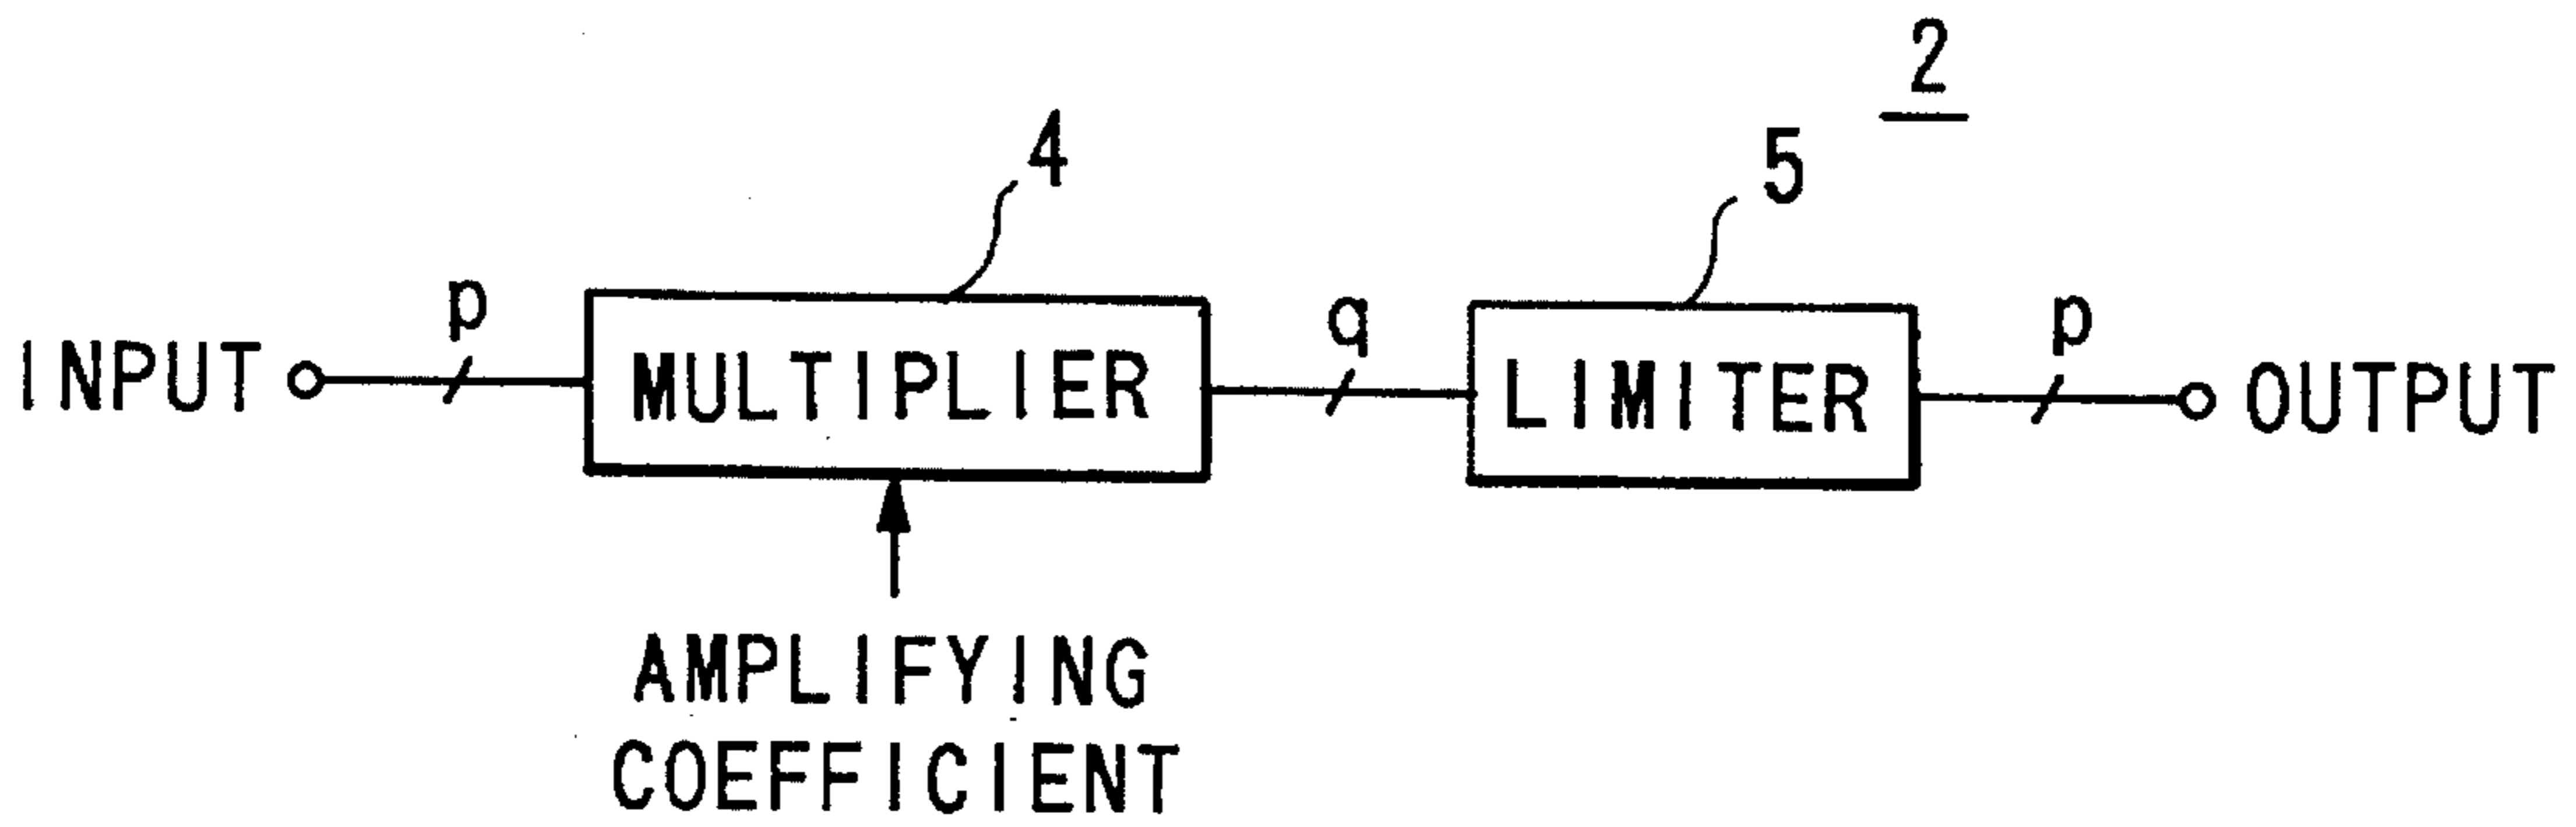 2
4
5
p
q
p
INPUT
MULTIPLIER
LIMITER
OUTPUT
AMPLIFYING
COEFFICIENT